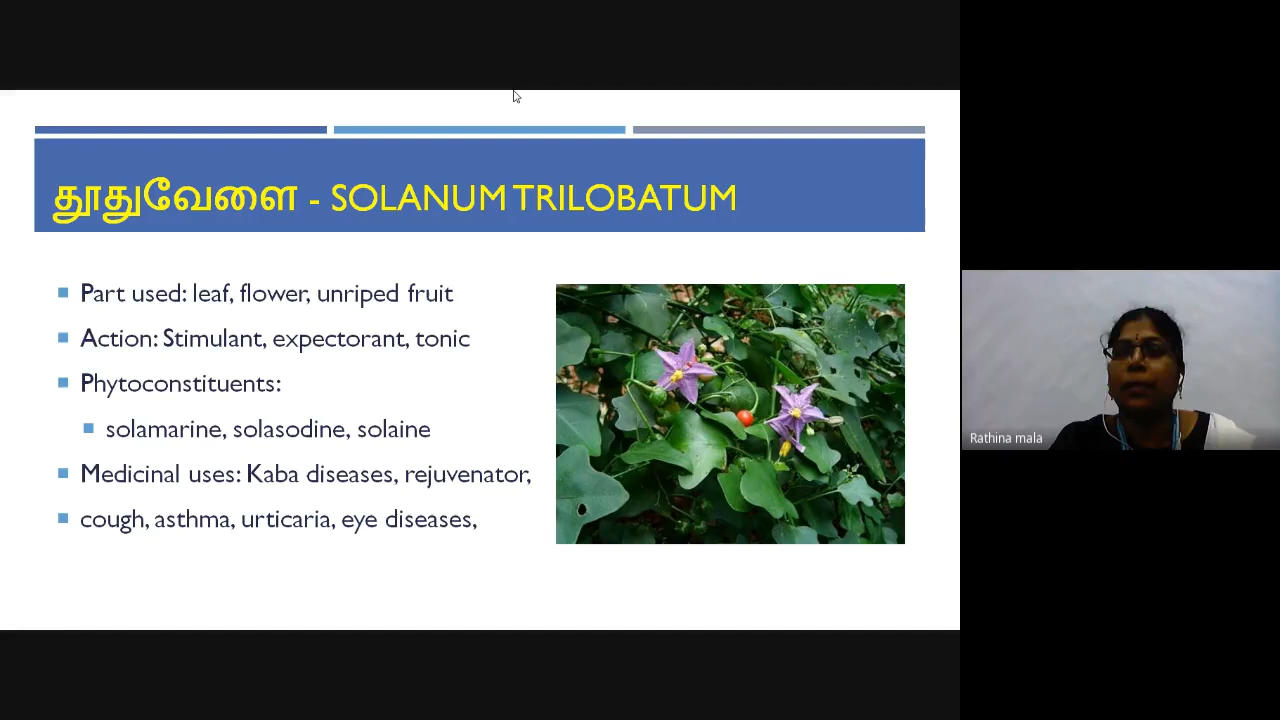 தூதுவேளை - SOLANUM TRILOBATUM
Part used: leaf, flower, unriped fruit
Action: Stimulant, expectorant, tonic
Phytoconstituents:
solamarine, solasodine, solaine
Medicinal uses: Kaba diseases, rejuvenator,
cough, asthma, urticaria, eye diseases,
Rathina mala